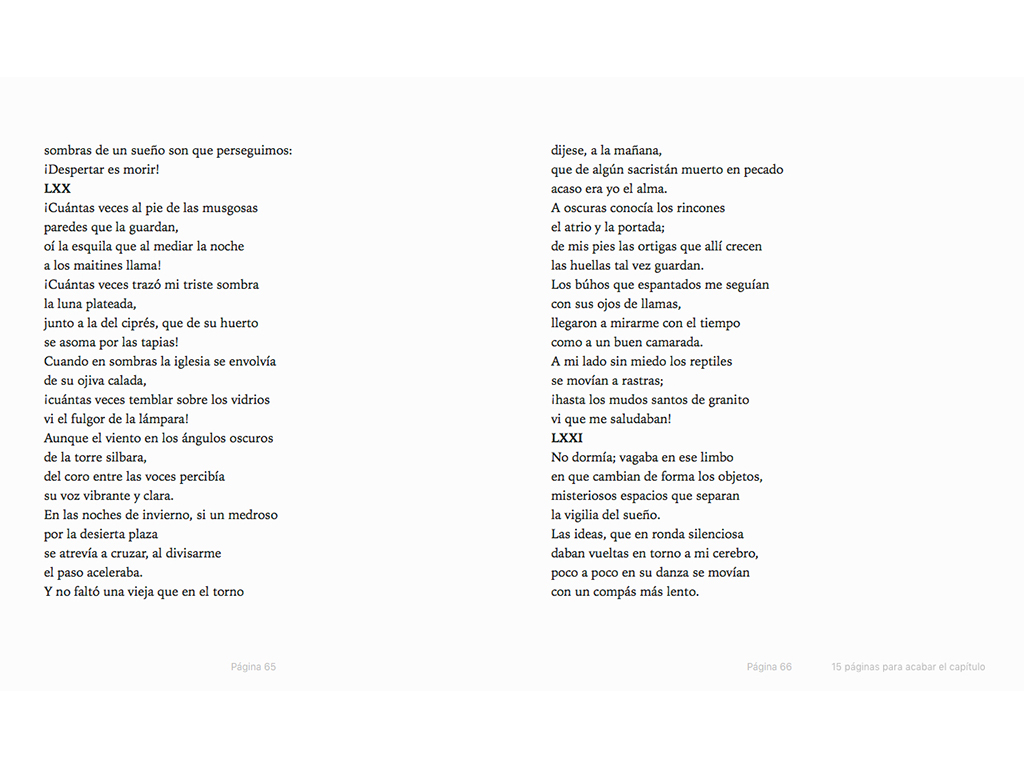 sombras de un sueño son que perseguimos:
¡Despertar es morir!
LXX
¡Cuántas veces al pie de las musgosas
paredes que la guardan,
oí la esquila que al mediar la noche
a los maitines llama!
¡Cuántas veces trazó mi triste sombra
la luna plateada,
junto a la del ciprés, que de su huerto
se asoma por las tapias!
Cuando en sombras la iglesia se envolvía
de su ojiva calada,
¡cuántas veces temblar sobre los vidrios
vi el fulgor de la lámpara!
Aunque el viento en los ángulos oscuros
de la torre silbara,
del coro entre las voces percibía
su voz vibrante y clara.
En las noches de invierno, si un medroso
por la desierta plaza
se atrevía a cruzar, al divisarme
el paso aceleraba.
Y no faltó una vieja que en el torno
Página 65
dijese, a la mañana,
que de algún sacristán muerto en pecado
acaso era yo el alma.
A oscuras conocía los rincones
el atrio y la portada;
de mis pies las ortigas que allí crecen
las huellas tal vez guardan.
Los búhos que espantados me seguían
con sus ojos de llamas,
llegaron a mirarme con el tiempo
como a un buen camarada.
A mi lado sin miedo los reptiles
se movían a rastras;
¡hasta los mudos santos de granito
vi que me saludaban!
LXXI
No dormía; vagaba en ese limbo
en que cambian de forma los objetos,
misteriosos espacios que separan
la vigilia del sueño.
Las ideas, que en ronda silenciosa
daban vueltas en torno a mi cerebro,
poco a poco en su danza se movían
con un compás más lento.
Página 66
15 páginas para acabar el capítulo